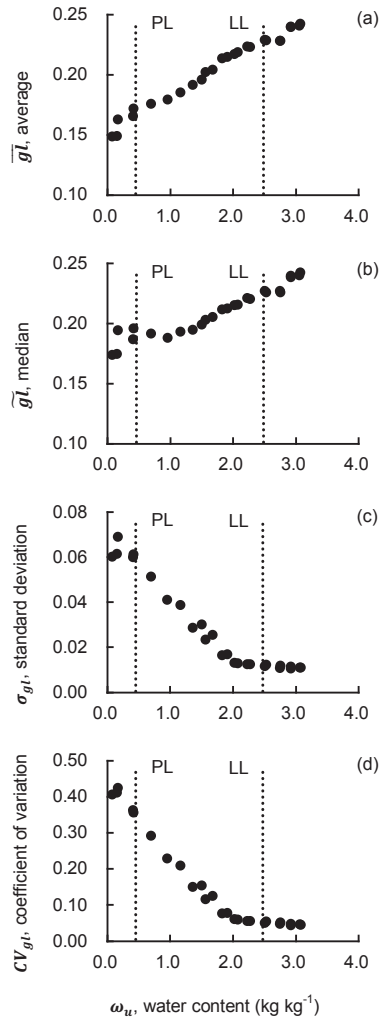 (a)
PL LL
0.25
0.20
0.15
0.10
0.0 1.0 2.0 3.0 4.0
gl, average
(b)
PL LL
0.25
0.20
0.15
0.10
0.0 1.0 2.0 3.0 4.0
gl, median
(c)
PL LL
0.08
0.06
0.04
0.02
0.00
0.0 1.0 2.0 3.0 4.0
σgl, standard deviation
(d)
PL LL
0.50
0.40
0.30
0.20
0.10
0.00
0.0 1.0 2.0 3.0 4.0
CVgl, coefficient of variation
ωu, water content (kg kg⁻¹)